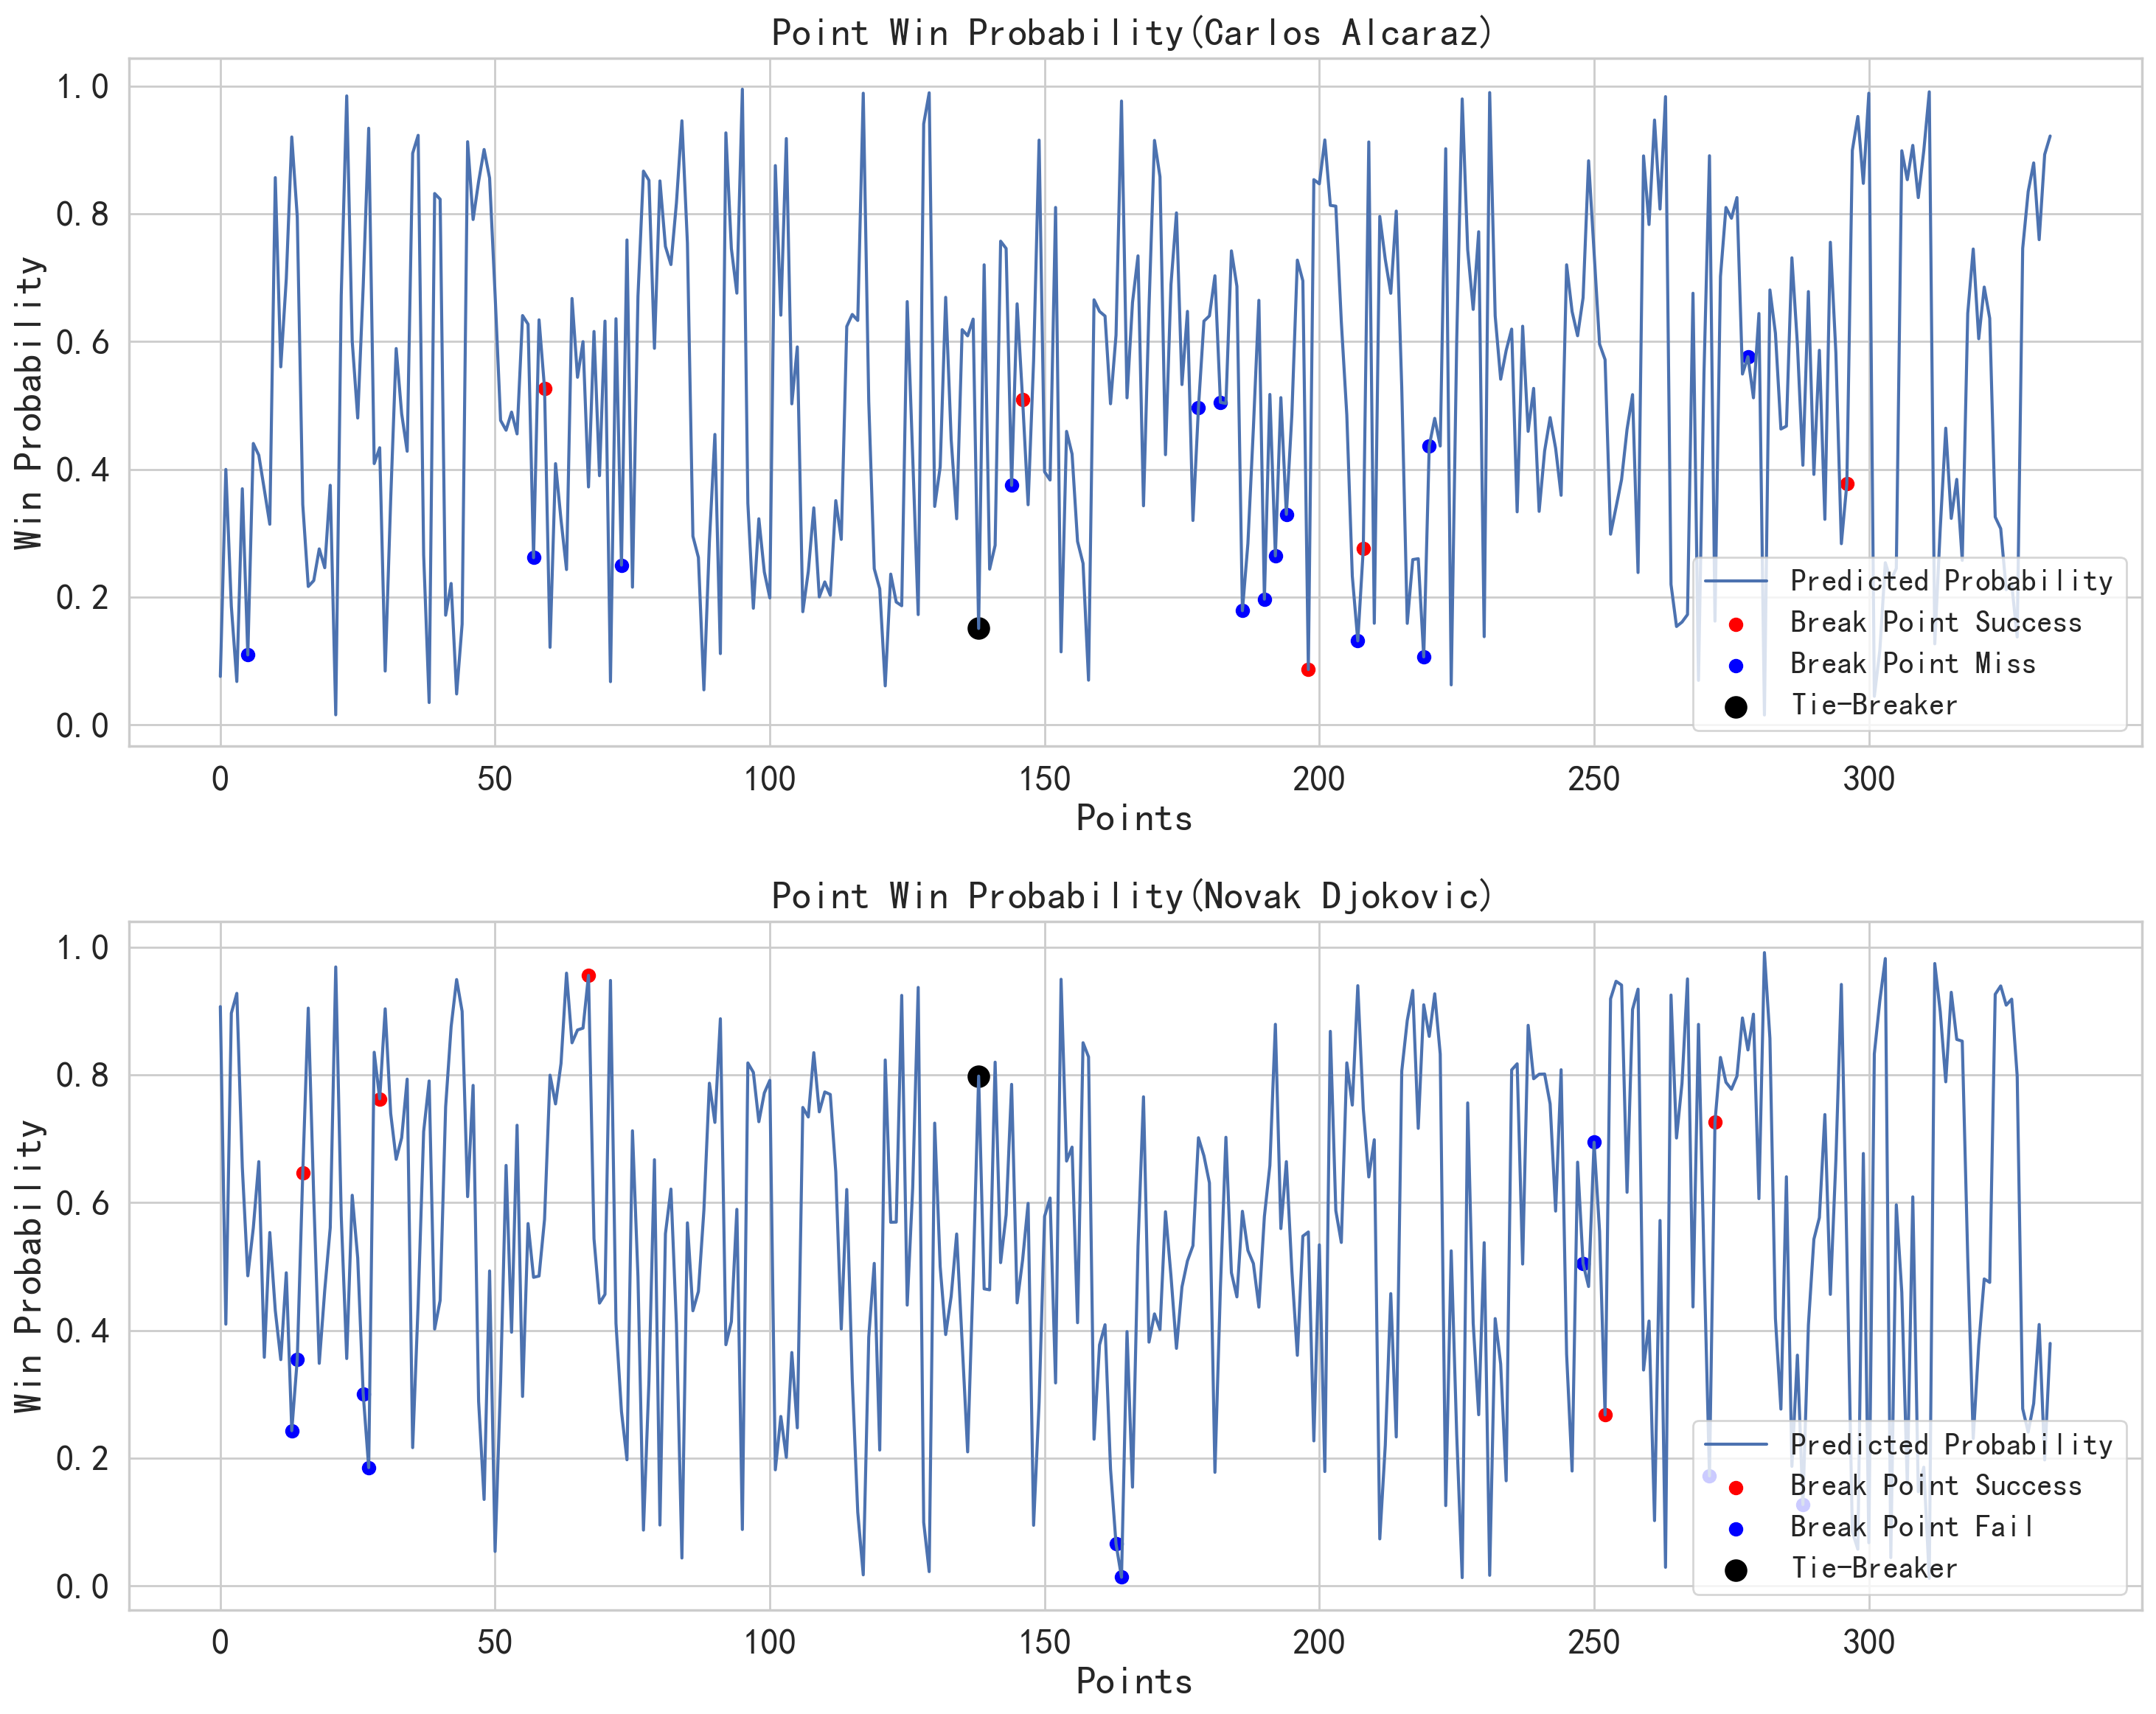 Point Win Probability(Carlos Alcaraz)
Win Probability
1.0
0.8
0.6
0.4
0.2
0.0
0 50 100 150 200 250 300
Points
Predicted Probability
Break Point Success
Break Point Miss
Tie-Breaker
Point Win Probability(Novak Djokovic)
Win Probability
1.0
0.8
0.6
0.4
0.2
0.0
0 50 100 150 200 250 300
Points
Predicted Probability
Break Point Success
Break Point Fail
Tie-Breaker